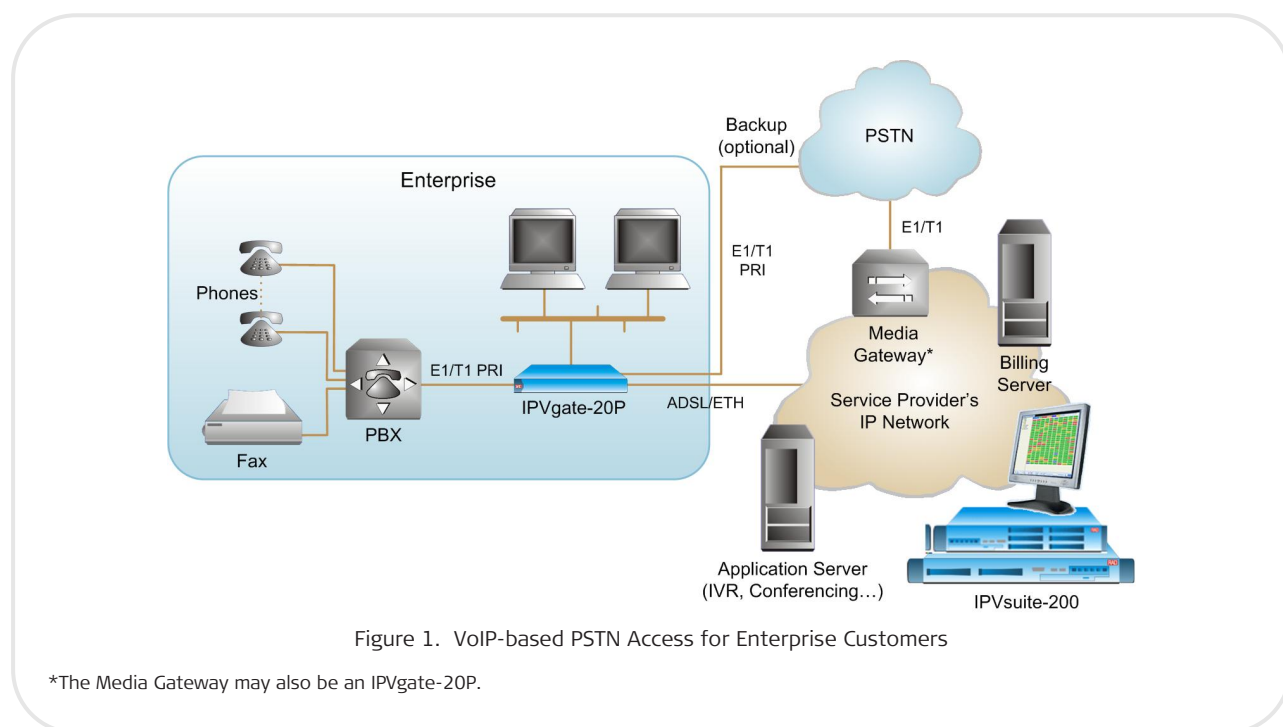 Backup
(optional)
PSTN
Enterprise
E1/T1
E1/T1
PRI
Phones
Media
Gateway*
Billing
Server
E1/T1 PRI
IPVgate-20P
ADSL/ETH
Service Provider's
IP Network
PBX
Fax
RAD
Application Server
(IVR, Conferencing…)
IPVsuite-200
Figure 1. VoIP-based PSTN Access for Enterprise Customers
*The Media Gateway may also be an IPVgate-20P.